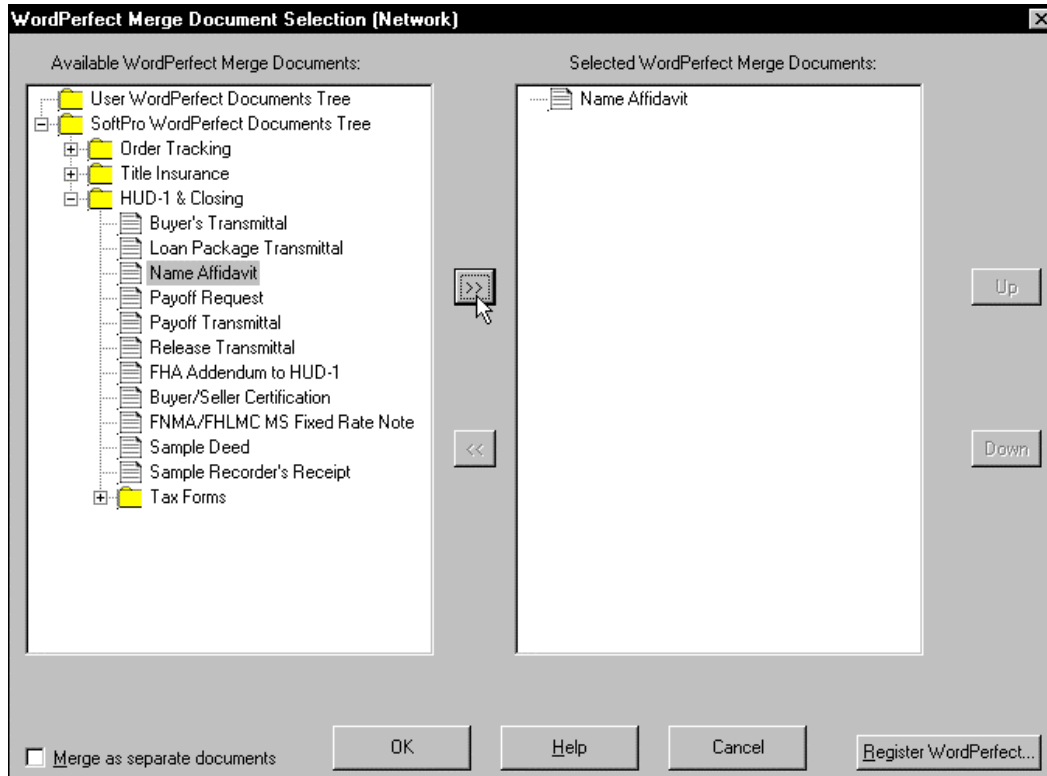 WordPerfect Merge Document Selection (Network)
Available WordPerfect Merge Documents:
User WordPerfect Documents Tree
SoftPro WordPerfect Documents Tree
Order Tracking
Title Insurance
HUD-1 & Closing
Buyer's Transmittal
Loan Package Transmittal
Name Affidavit
Payoff Request
Payoff Transmittal
Release Transmittal
FHA Addendum to HUD-1
Buyer/Seller Certification
FNMA/FHLMC MS Fixed Rate Note
Sample Deed
Sample Recorder's Receipt
Tax Forms
>>
<<
Selected WordPerfect Merge Documents:
Name Affidavit
Up
Down
Merge as separate documents
OK
Help
Cancel
Register WordPerfect...